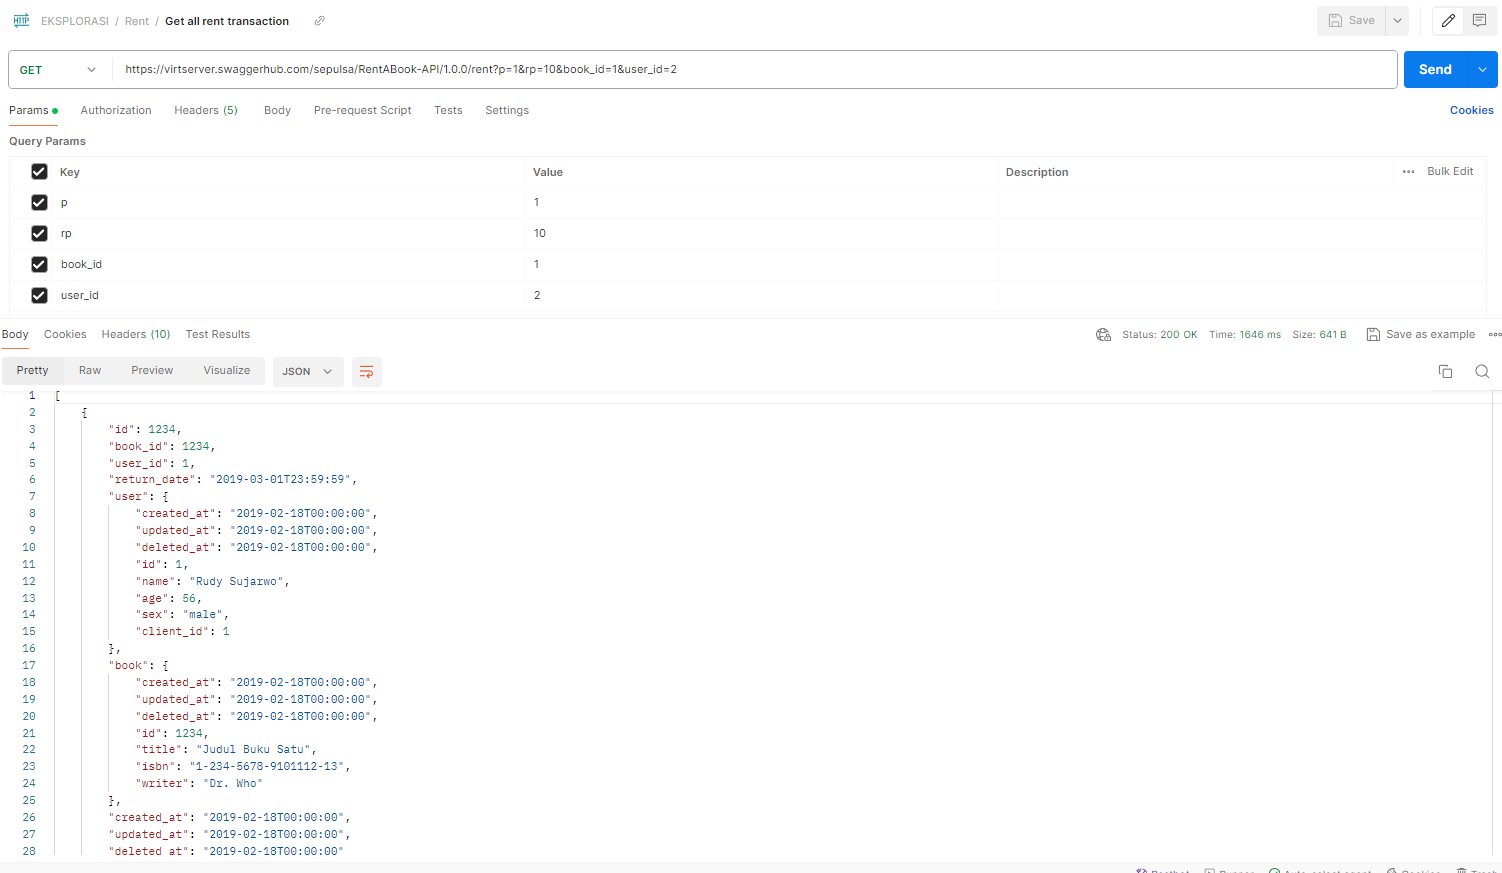 HTTP EKSPLORASI / Rent / Get all rent transaction Save
GET https://virtserver.swaggerhub.com/sepulsa/RentABook-API/1.0.0/rent?p=1&rp=10&book_id=1&user_id=2 Send
Params Authorization Headers (5) Body Pre-request Script Tests Settings Cookies
Query Params
Key Value Description ••• Bulk Edit
p 1
rp 10
book_id 1
user_id 2
Body Cookies Headers (10) Test Results Status: 200 OK Time: 1646 ms Size: 641 B Save as example
Pretty Raw Preview Visualize JSON
1 [
2 {
3 "id": 1234,
4 "book_id": 1234,
5 "user_id": 1,
6 "return_date": "2019-03-01T23:59:59",
7 "user": {
8 "created_at": "2019-02-18T00:00:00",
9 "updated_at": "2019-02-18T00:00:00",
10 "deleted_at": "2019-02-18T00:00:00",
11 "id": 1,
12 "name": "Rudy Sujarwo",
13 "age": 56,
14 "sex": "male",
15 "client_id": 1
16 },
17 "book": {
18 "created_at": "2019-02-18T00:00:00",
19 "updated_at": "2019-02-18T00:00:00",
20 "deleted_at": "2019-02-18T00:00:00",
21 "id": 1234,
22 "title": "Judul Buku Satu",
23 "isbn": "1-234-5678-9101112-13",
24 "writer": "Dr. Who"
25 },
26 "created_at": "2019-02-18T00:00:00",
27 "updated_at": "2019-02-18T00:00:00",
28 "deleted_at": "2019-02-18T00:00:00"